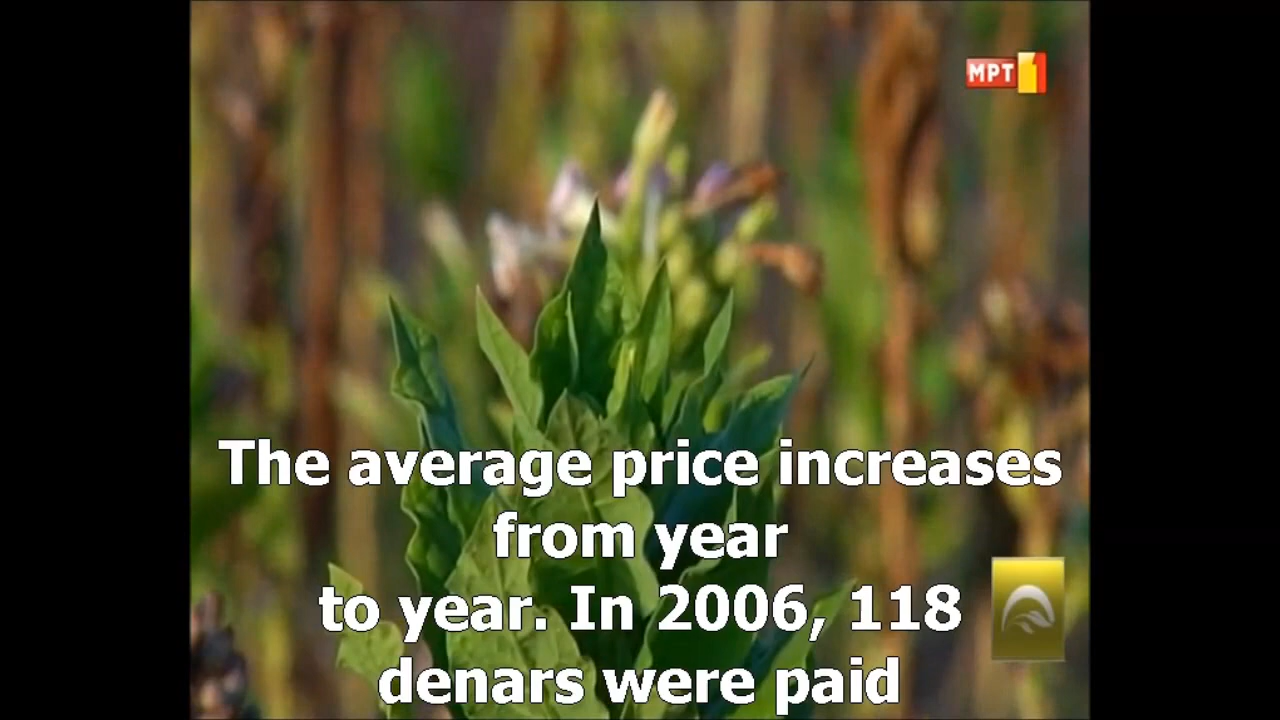 МРТ 1
The average price increases
from year
to year. In 2006, 118
denars were paid